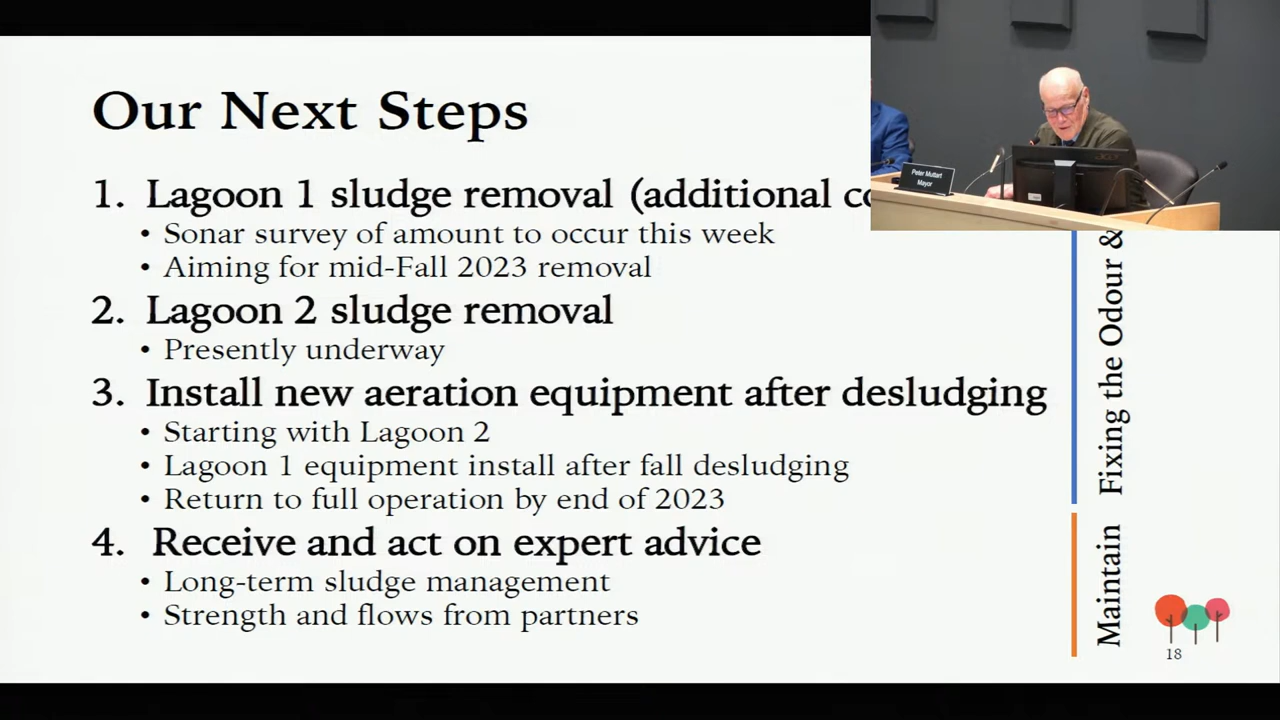 Our Next Steps
1. Lagoon 1 sludge removal (additional
• Sonar survey of amount to occur this week
• Aiming for mid-Fall 2023 removal
2. Lagoon 2 sludge removal
• Presently underway
3. Install new aeration equipment after desludging
• Starting with Lagoon 2
• Lagoon 1 equipment install after fall desludging
• Return to full operation by end of 2023
4. Receive and act on expert advice
• Long-term sludge management
• Strength and flows from partners
Fixing the Odour &
Maintain
18
Peter Muttart
Mayor